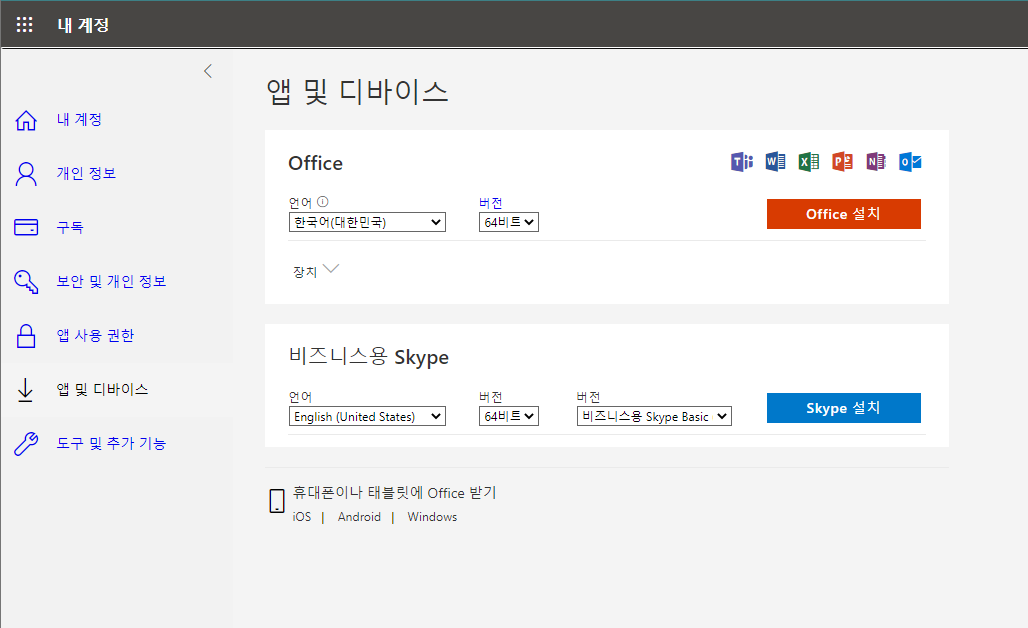 내 계정
내 계정
개인 정보
구독
보안 및 개인 정보
앱 사용 권한
앱 및 디바이스
도구 및 추가 기능
앱 및 디바이스
Office
언어 버전
한국어(대한민국) 64비트 Office 설치
장치
비즈니스용 Skype
언어 버전 버전
English (United States) 64비트 비즈니스용 Skype Basic Skype 설치
휴대폰이나 태블릿에 Office 받기
iOS | Android | Windows